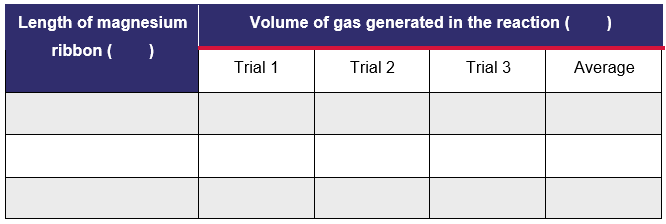 Length of magnesium
ribbon (      )
Volume of gas generated in the reaction (      )
Trial 1
Trial 2
Trial 3
Average